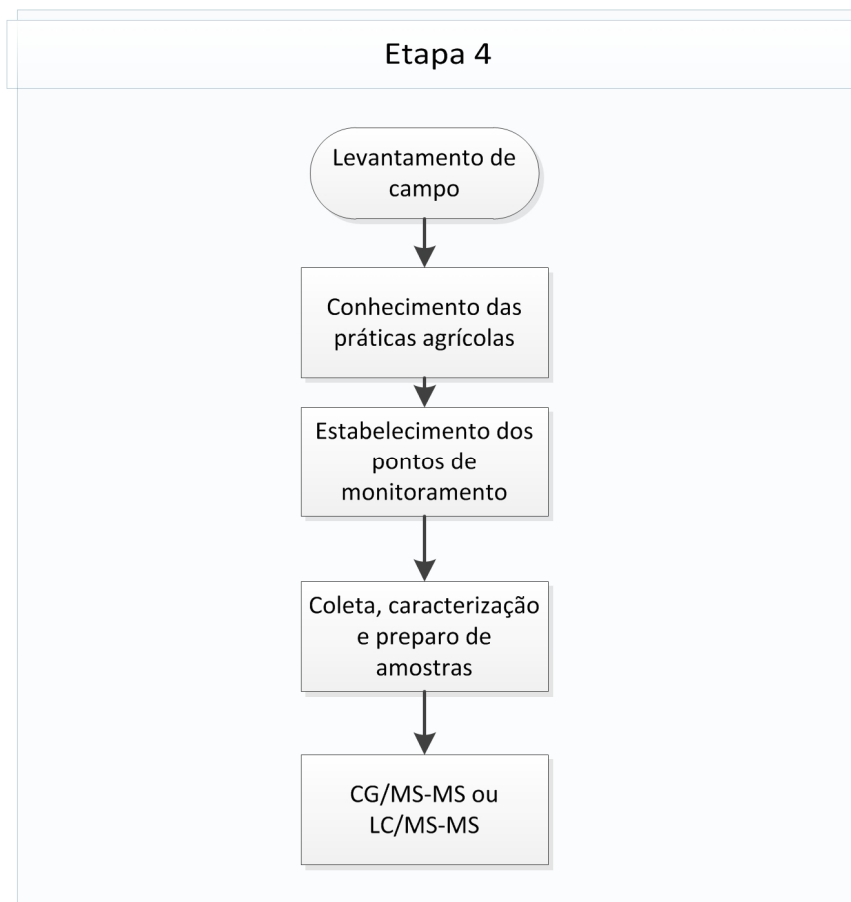 Etapa 4
Levantamento de
campo
Conhecimento das
práticas agrícolas
Estabelecimento dos
pontos de
monitoramento
Coleta, caracterização
e preparo de
amostras
CG/MS-MS ou
LC/MS-MS